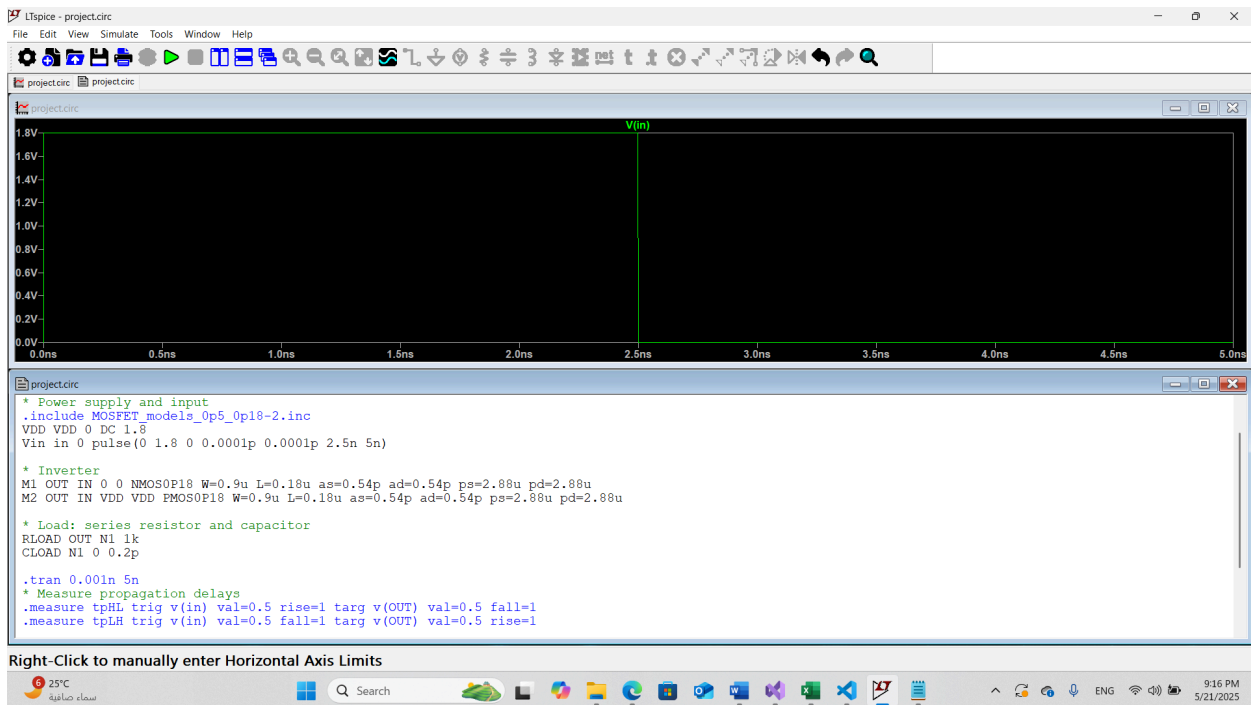 LTspice - project.circ
File Edit View Simulate Tools Window Help
net t t
project.circ project.circ
project.circ
V(in)
1.8V
1.6V
1.4V
1.2V
1.0V
0.8V
0.6V
0.4V
0.2V
0.0V
0.0ns 0.5ns 1.0ns 1.5ns 2.0ns 2.5ns 3.0ns 3.5ns 4.0ns 4.5ns 5.0ns
project.circ
* Power supply and input
.include MOSFET_models_0p5_0p18-2.inc
VDD VDD 0 DC 1.8
Vin in 0 pulse(0 1.8 0 0.0001p 0.0001p 2.5n 5n)
* Inverter
M1 OUT IN 0 0 NMOS0P18 W=0.9u L=0.18u as=0.54p ad=0.54p ps=2.88u pd=2.88u
M2 OUT IN VDD VDD PMOS0P18 W=0.9u L=0.18u as=0.54p ad=0.54p ps=2.88u pd=2.88u
* Load: series resistor and capacitor
RLOAD OUT N1 1k
CLOAD N1 0 0.2p
.tran 0.001n 5n
* Measure propagation delays
.measure tpHL trig v(in) val=0.5 rise=1 targ v(OUT) val=0.5 fall=1
.measure tpLH trig v(in) val=0.5 fall=1 targ v(OUT) val=0.5 rise=1
Right-Click to manually enter Horizontal Axis Limits
6 25°C
سماء صافية
Search
ENG
9:16 PM
5/21/2025